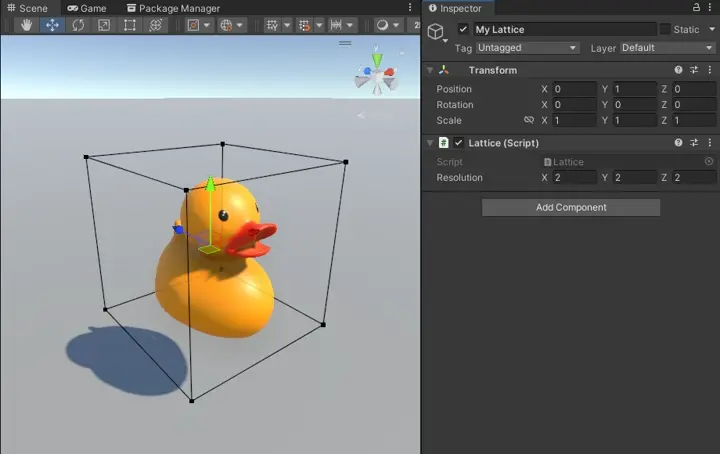 Scene Game Package Manager
Inspector
My Lattice Static
Tag Untagged Layer Default
Transform
Position X 0 Y 1 Z 0
Rotation X 0 Y 0 Z 0
Scale X 1 Y 1 Z 1
# Lattice (Script)
Script # Lattice
Resolution X 2 Y 2 Z 2
Add Component